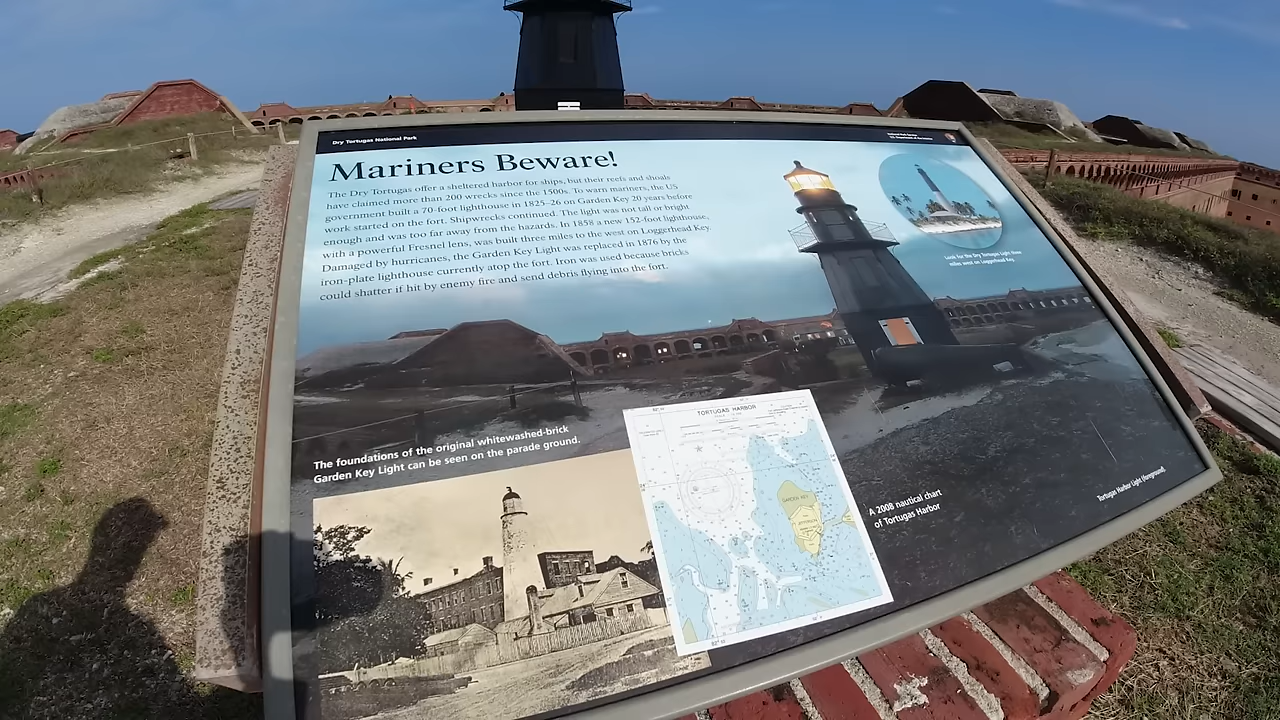 Dry Tortugas National Park
National Park Service
U.S. Department of the Interior
Mariners Beware!
The Dry Tortugas offer a sheltered harbor for ships, but their reefs and shoals
have claimed more than 200 wrecks since the 1500s. To warn mariners, the US
government built a 70-foot lighthouse in 1825–26 on Garden Key 20 years before
work started on the fort. Shipwrecks continued. The light was not tall or bright
enough and was too far away from the hazards. In 1858 a new 152-foot lighthouse,
with a powerful Fresnel lens, was built three miles to the west on Loggerhead Key.
Damaged by hurricanes, the Garden Key Light was replaced in 1876 by the
iron-plate lighthouse currently atop the fort. Iron was used because bricks
could shatter if hit by enemy fire and send debris flying into the fort.
Look for the Dry Tortugas Light three
miles west on Loggerhead Key.
The foundations of the original whitewashed-brick
Garden Key Light can be seen on the parade ground.
TORTUGAS HARBOR
GARDEN KEY
A 2008 nautical chart
of Tortugas Harbor
Tortugas Harbor Light (foreground)